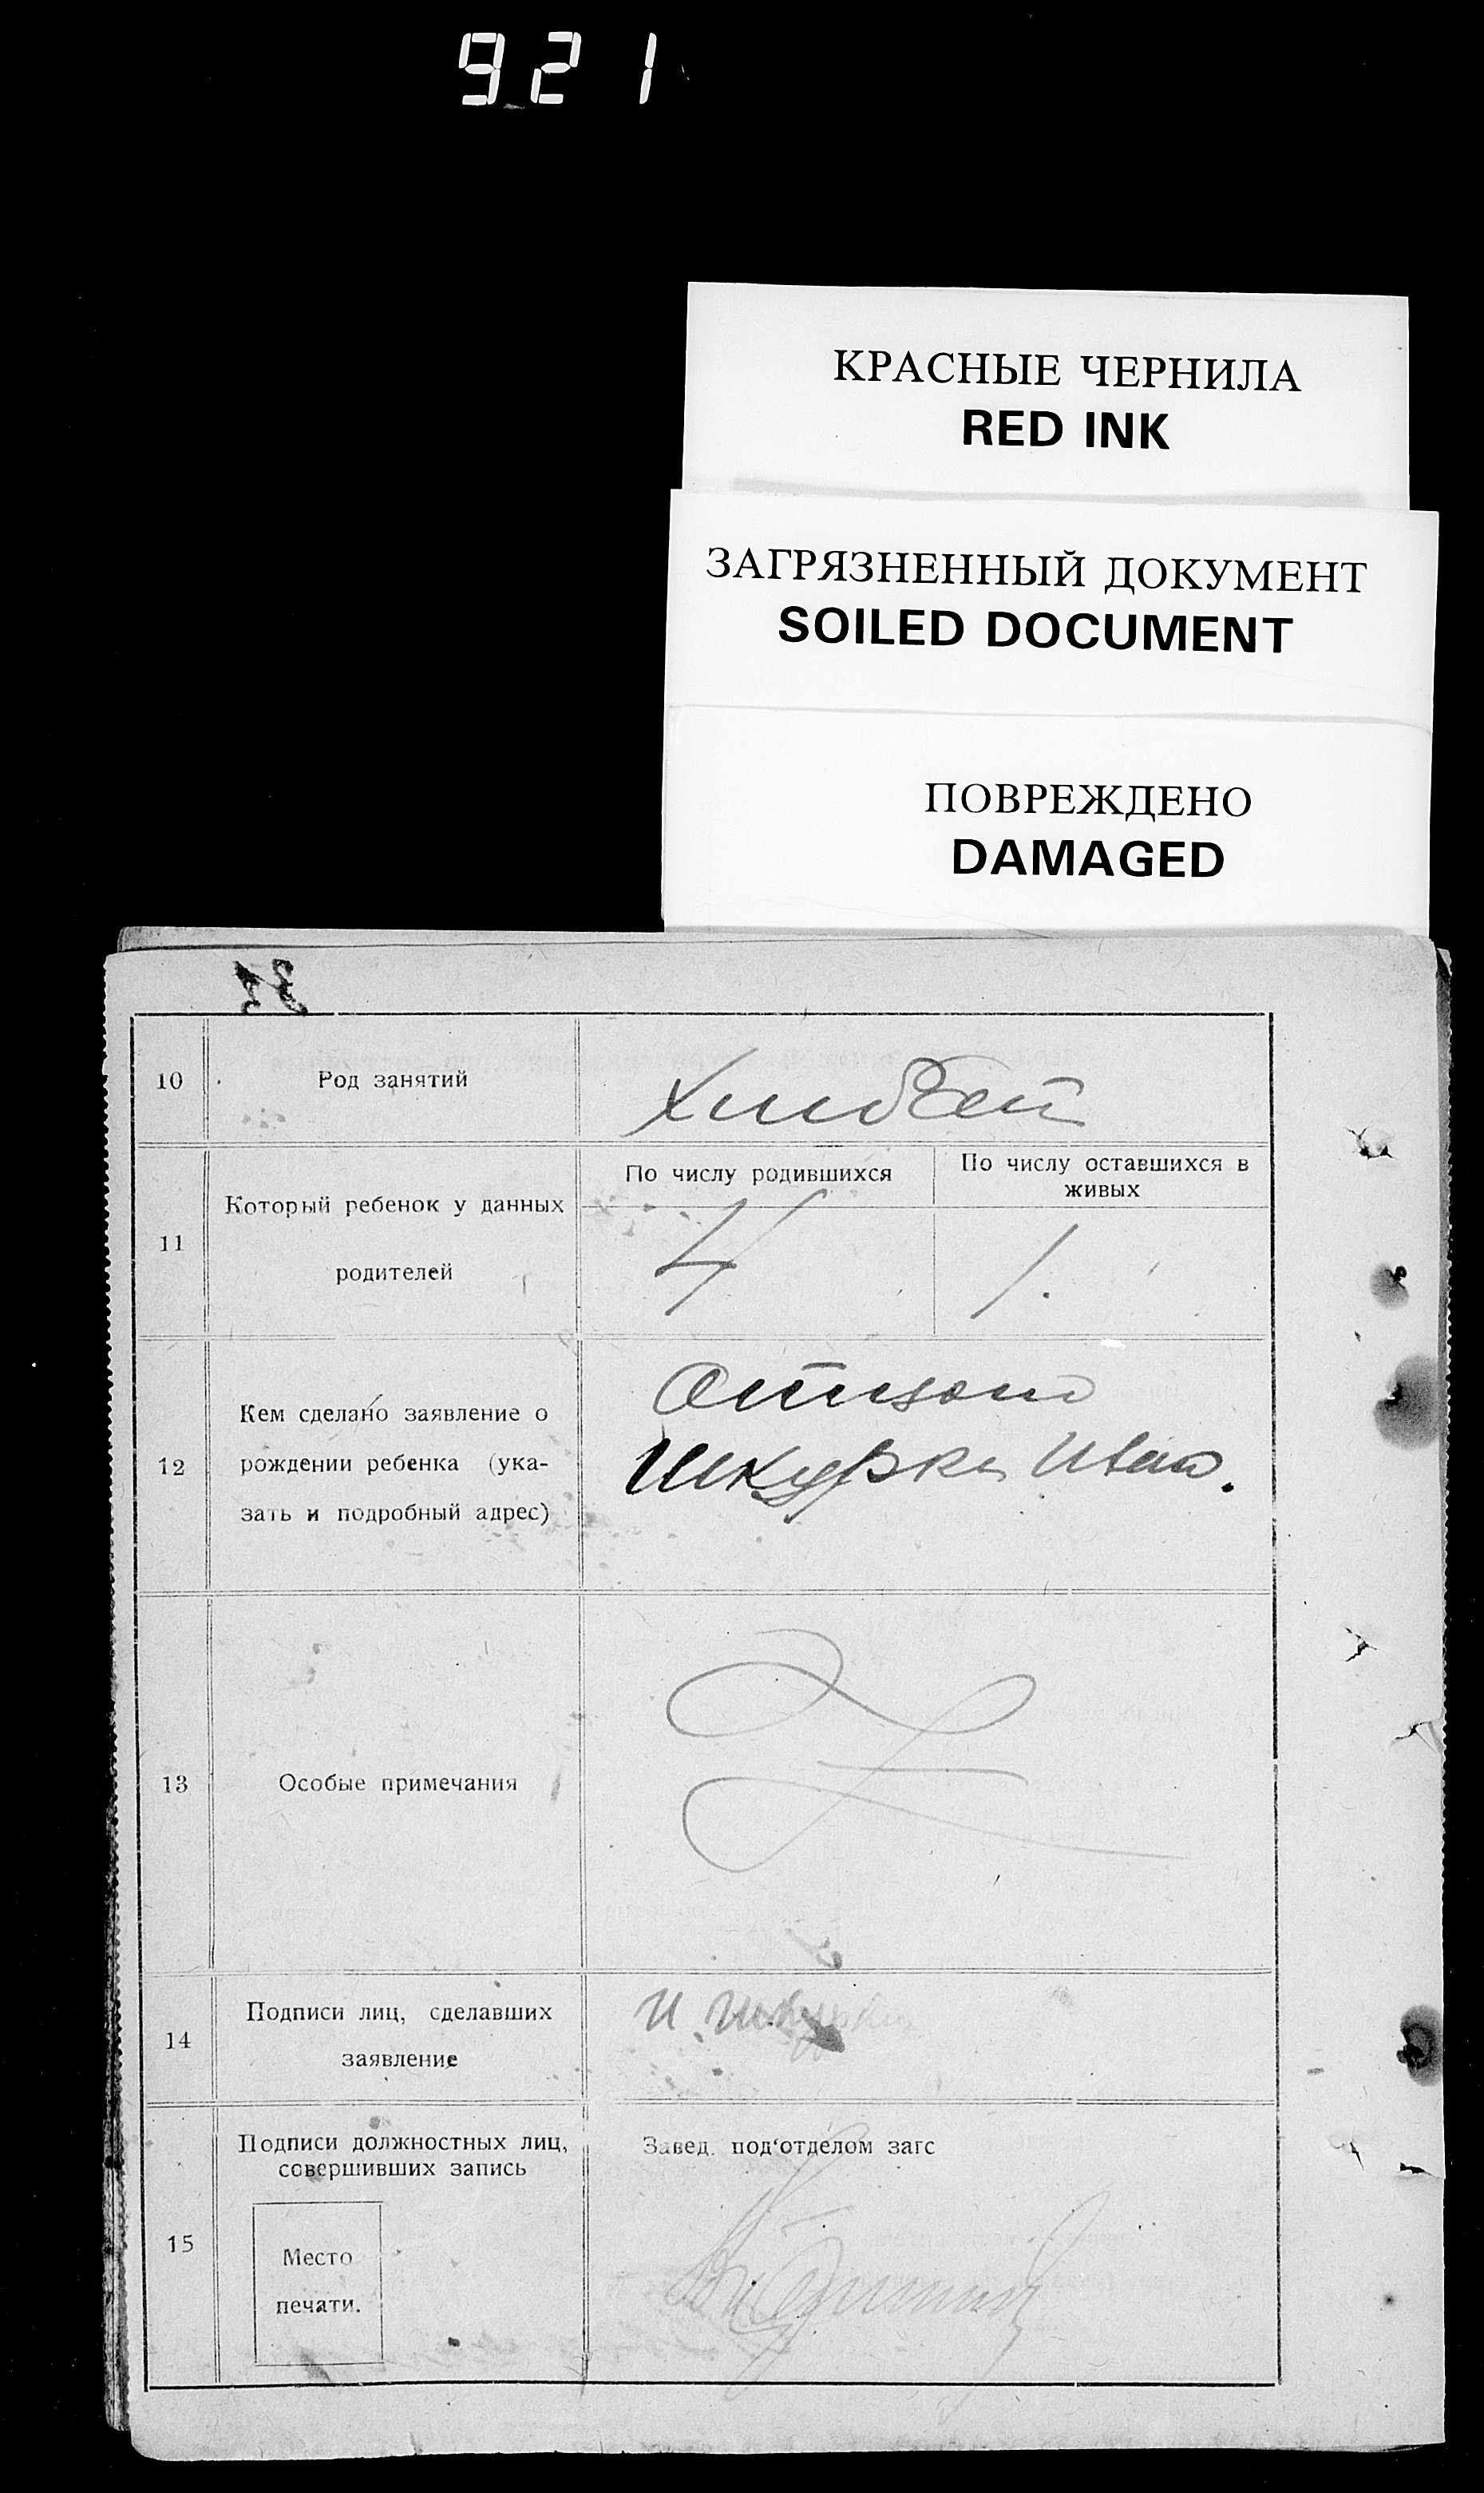 921
КРАСНЫЕ ЧЕРНИЛА
RED INK
ЗАГРЯЗНЕННЫЙ ДОКУМЕНТ
SOILED DOCUMENT
ПОВРЕЖДЕНО
DAMAGED
10
Род занятий
Хлиборб
11
Который ребенок у данных
родителей
По числу родившихся
По числу оставшихся в
живых
4
1.
12
Кем сделано заявление о
рождении ребенка (ука-
зать и подробный адрес)
Шкурко Иван.
13
Особые примечания
14
Подписи лиц, сделавших
заявление
И. Шкурко
15
Подписи должностных лиц,
совершивших запись
Место
печати.
Завед. под‘отделом загс